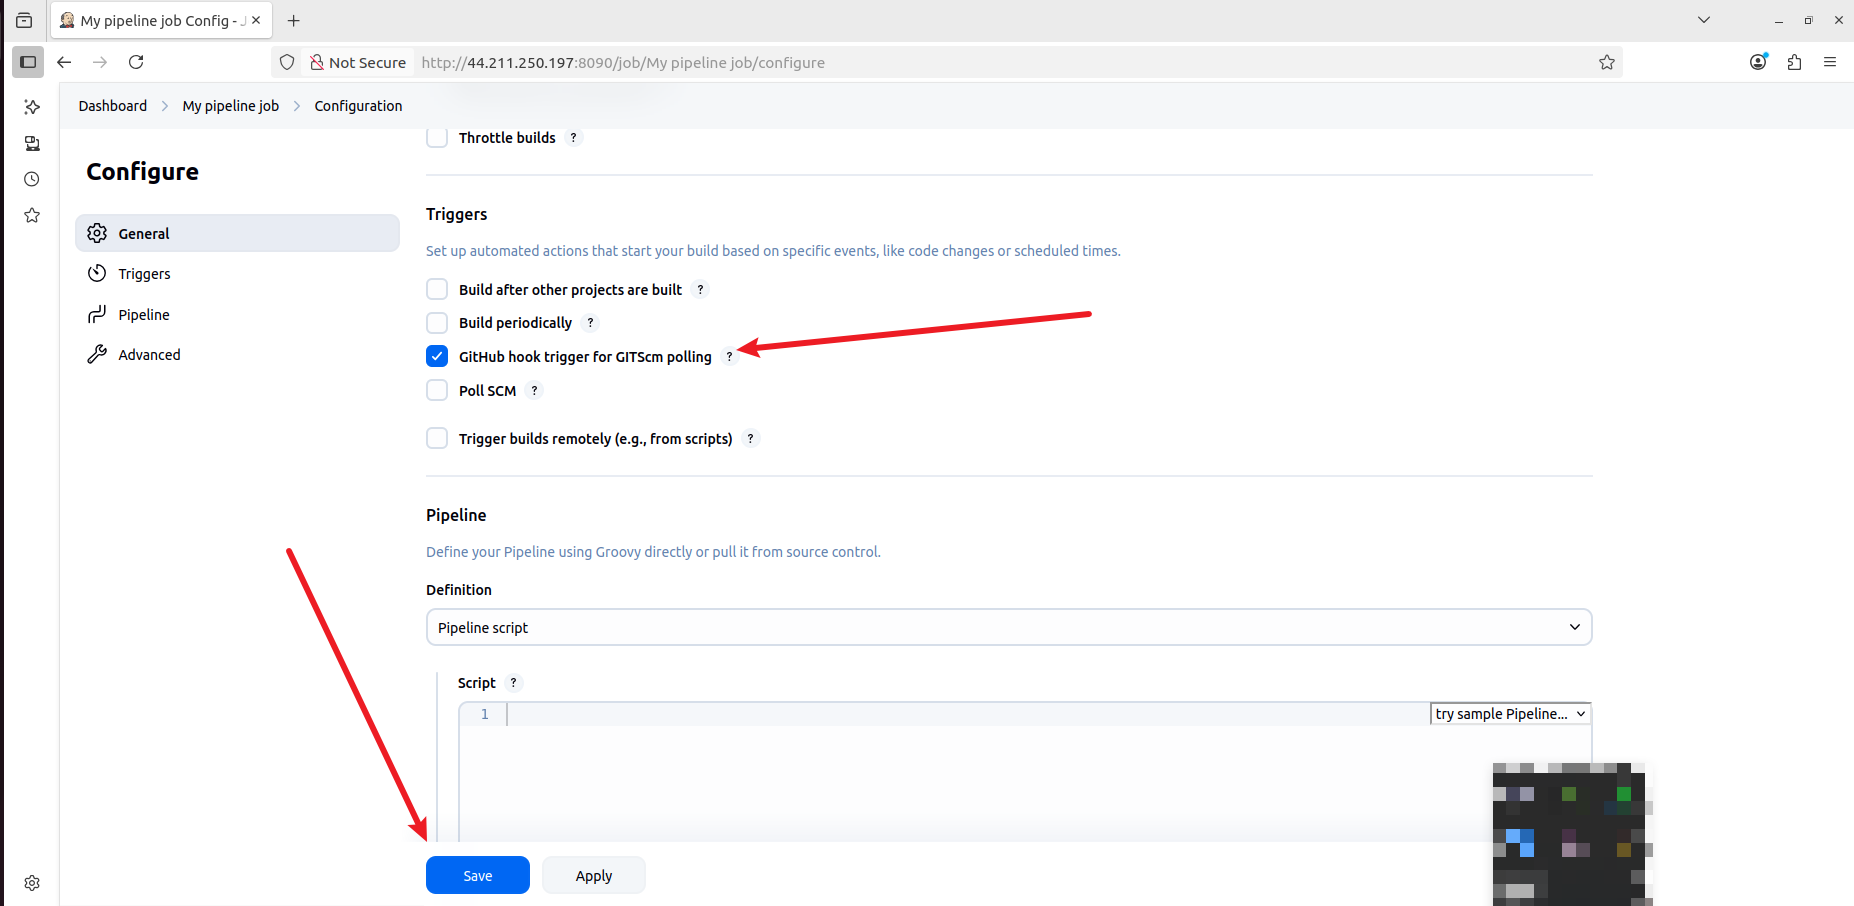 My pipeline job Config - J
Not Secure
http://44.211.250.197:8090/job/My pipeline job/configure
Dashboard
My pipeline job
Configuration
Throttle builds ?
Configure
General
Triggers
Pipeline
Advanced
Triggers
Set up automated actions that start your build based on specific events, like code changes or scheduled times.
Build after other projects are built ?
Build periodically ?
GitHub hook trigger for GITScm polling ?
Poll SCM ?
Trigger builds remotely (e.g., from scripts) ?
Pipeline
Define your Pipeline using Groovy directly or pull it from source control.
Definition
Pipeline script
Script ?
1
try sample Pipeline...
Save
Apply